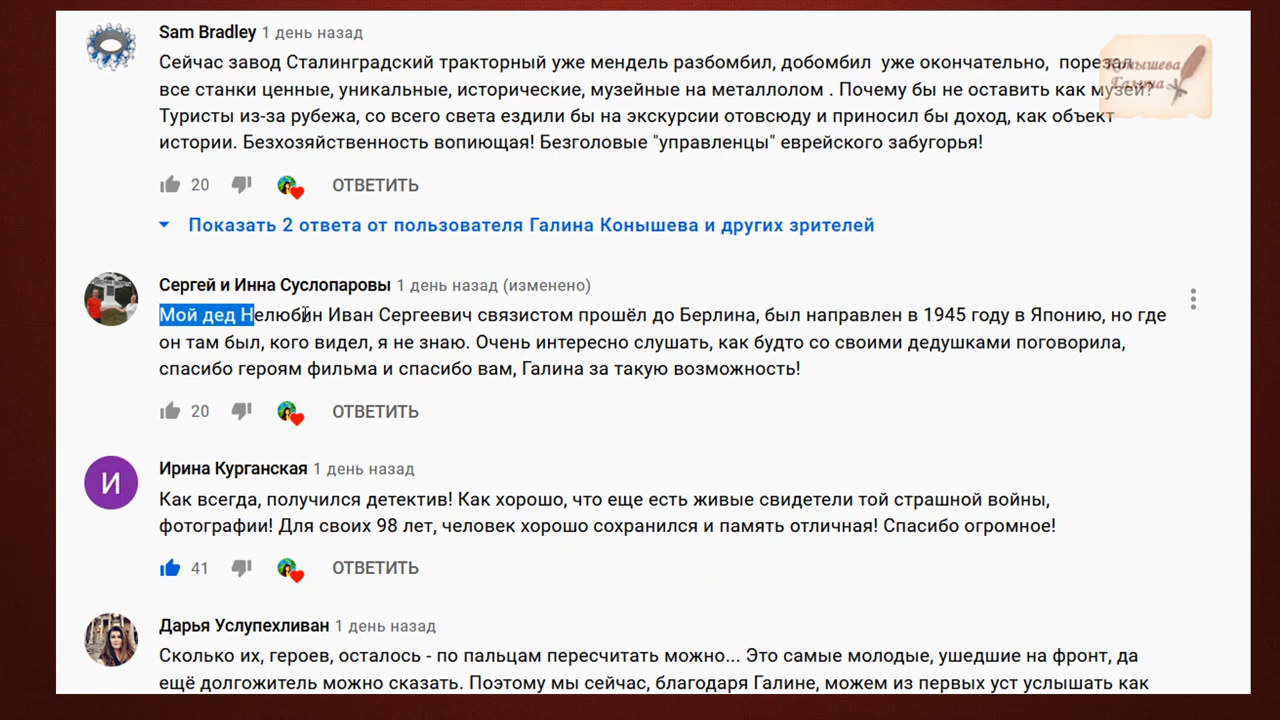 Sam Bradley 1 день назад
Сейчас завод Сталинградский тракторный уже мендель разбомбил, добомбил уже окончательно, порезал
все станки ценные, уникальные, исторические, музейные на металлолом . Почему бы не оставить как музей?
Туристы из-за рубежа, со всего света ездили бы на экскурсии отовсюду и приносил бы доход, как объект
истории. Безхозяйственность вопиющая! Безголовые "управленцы" еврейского забугорья!
Конышева
Галина
20 ОТВЕТИТЬ
Показать 2 ответа от пользователя Галина Конышева и других зрителей
Сергей и Инна Суслопаровы 1 день назад (изменено)
Мой дед Нелюбин Иван Сергеевич связистом прошёл до Берлина, был направлен в 1945 году в Японию, но где
он там был, кого видел, я не знаю. Очень интересно слушать, как будто со своими дедушками поговорила,
спасибо героям фильма и спасибо вам, Галина за такую возможность!
20 ОТВЕТИТЬ
И
Ирина Курганская 1 день назад
Как всегда, получился детектив! Как хорошо, что еще есть живые свидетели той страшной войны,
фотографии! Для своих 98 лет, человек хорошо сохранился и память отличная! Спасибо огромное!
41 ОТВЕТИТЬ
Дарья Услупехливан 1 день назад
Сколько их, героев, осталось - по пальцам пересчитать можно... Это самые молодые, ушедшие на фронт, да
ещё долгожитель можно сказать. Поэтому мы сейчас, благодаря Галине, можем из первых уст услышать как